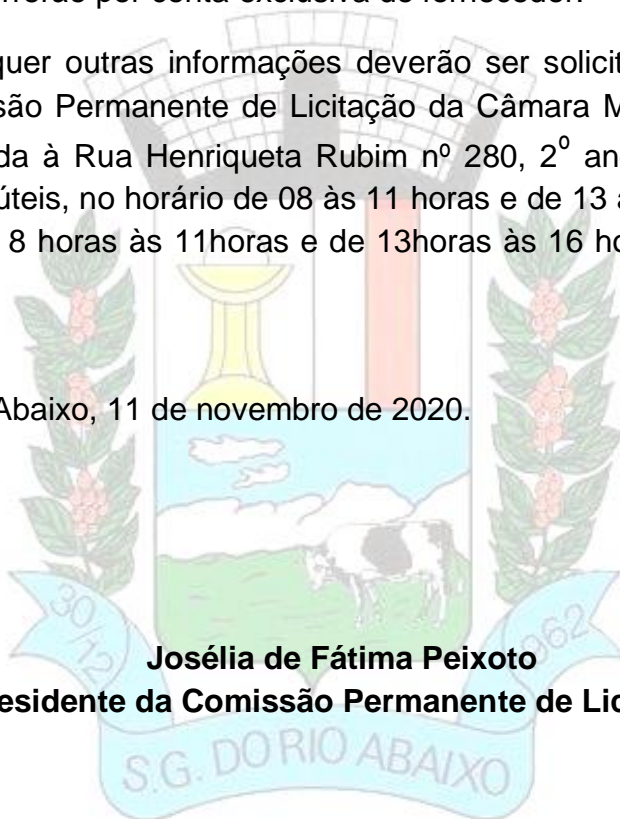 quer outras informações deverão ser solicit
são Permanente de Licitação da Câmara M
da à Rua Henriqueta Rubim nº 280, 2⁰ an
úteis, no horário de 08 às 11 horas e de 13 a
8 horas às 11horas e de 13horas às 16 ho
Abaixo, 11 de novembro de 2020.
30/12
1962
Josélia de Fátima Peixoto
esidente da Comissão Permanente de Lic
S.G. DO RIO ABAIXO